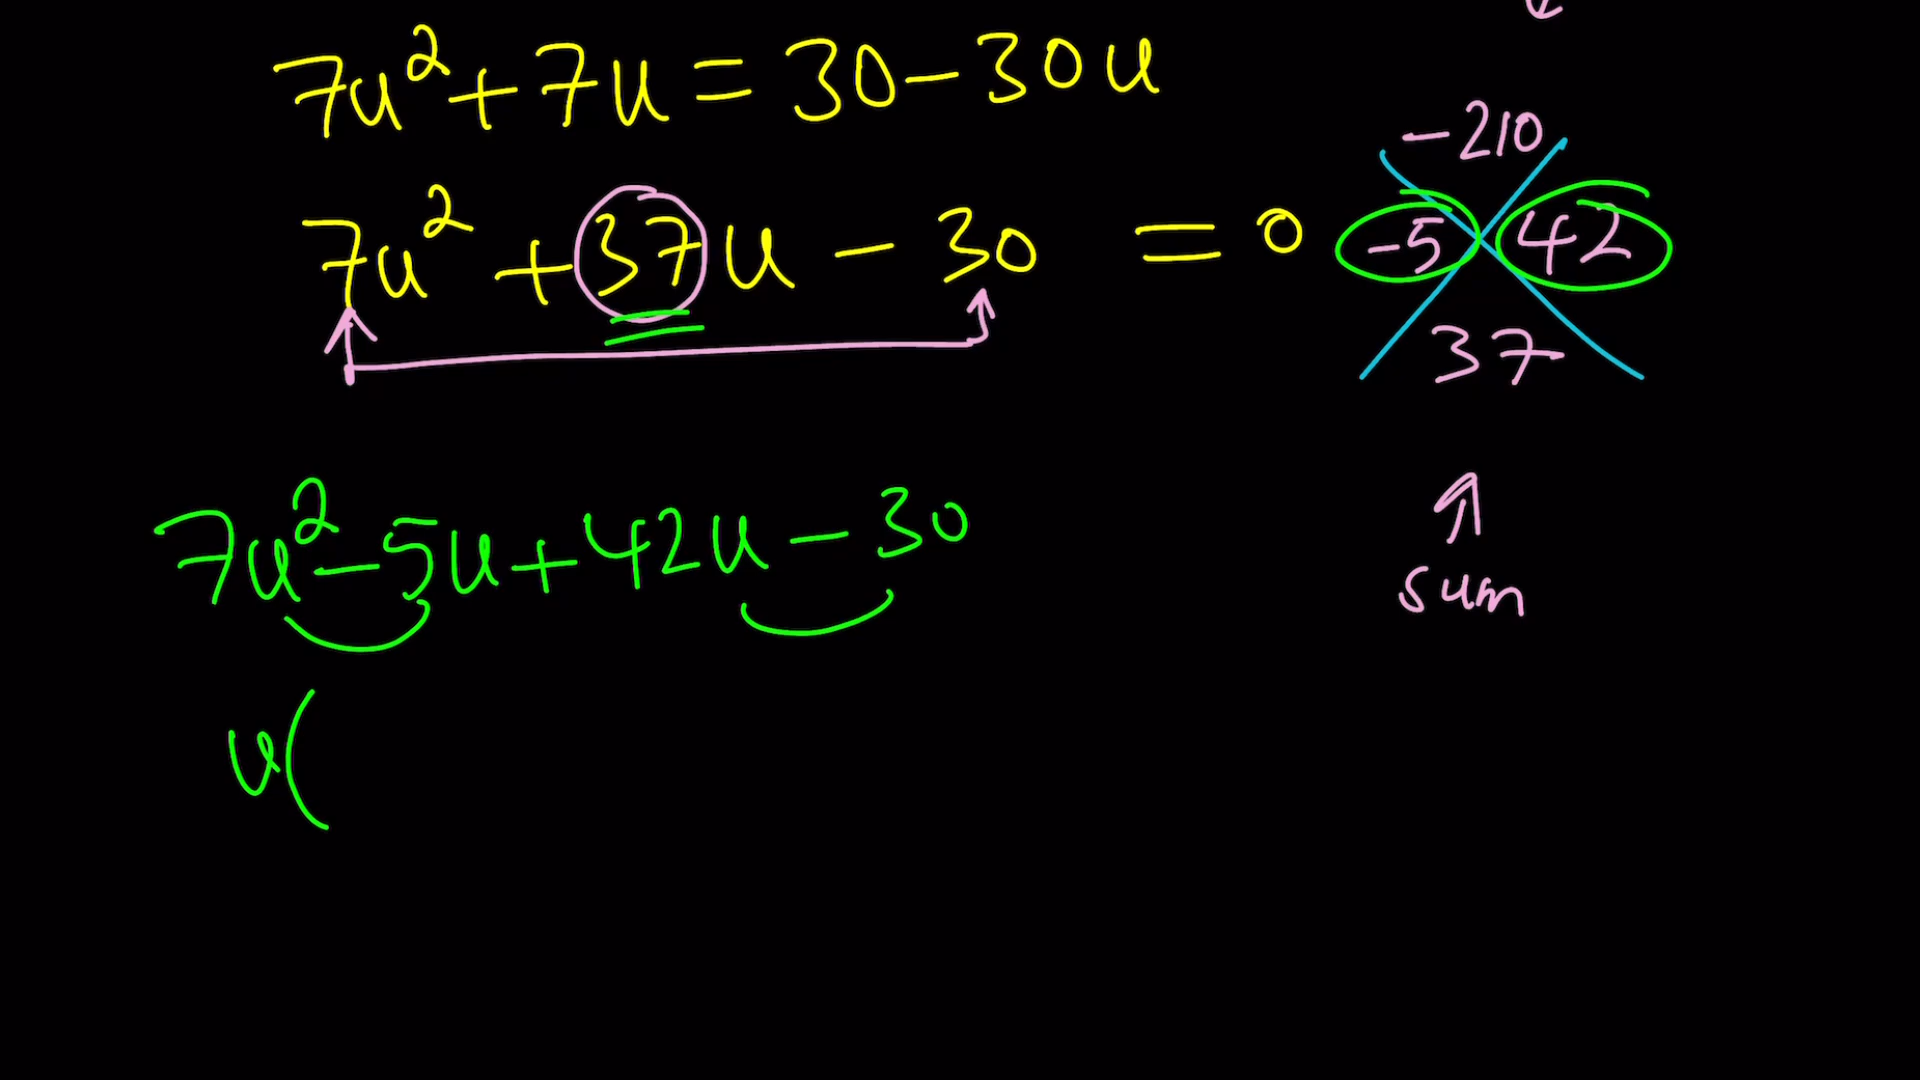 7u² + 7u = 30 - 30u
7u² + 37u - 30 = 0
-210
-5 42
37
7u² - 5u + 42u - 30
sum
u(